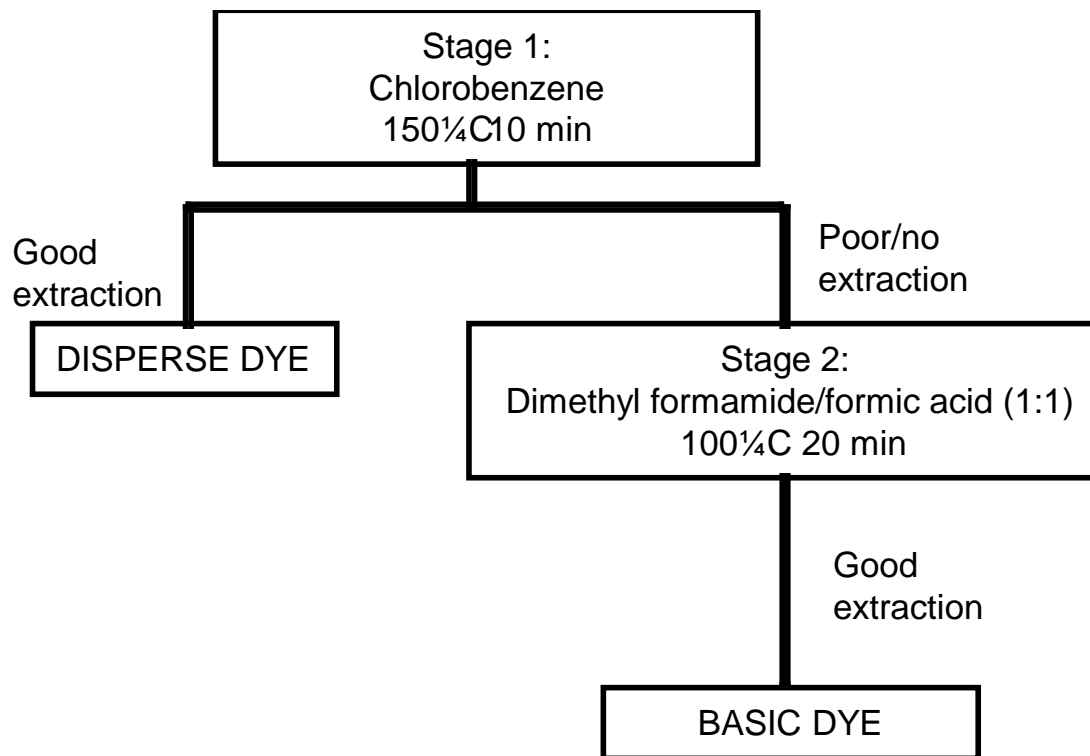 Stage 1:
Chlorobenzene
150¼C10 min
Good
extraction
Poor/no
extraction
DISPERSE DYE
Stage 2:
Dimethyl formamide/formic acid (1:1)
100¼C 20 min
Good
extraction
BASIC DYE